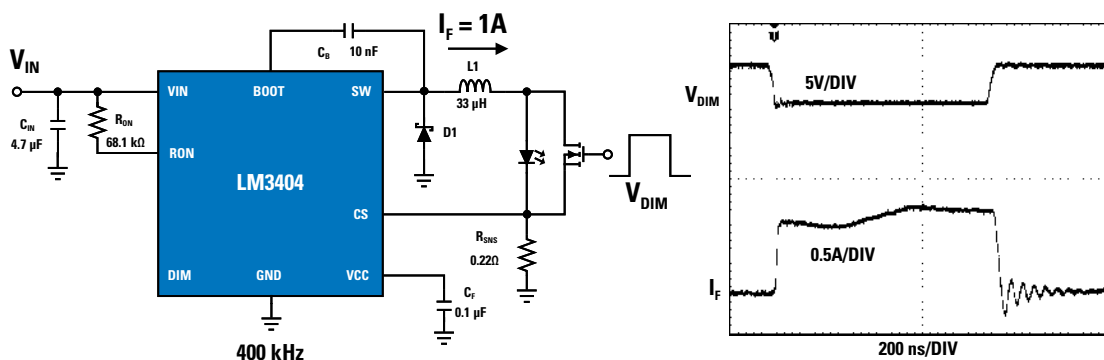 I_F = 1A
C_B
10 nF
V_IN
L1
33 µH
VIN
BOOT
SW
C_IN
4.7 µF
R_ON
68.1 kΩ
RON
D1
LM3404
CS
V_DIM
R_SNS
0.22Ω
DIM
GND
VCC
C_F
0.1 µF
400 kHz
V_DIM
5V/DIV
0.5A/DIV
I_F
200 ns/DIV